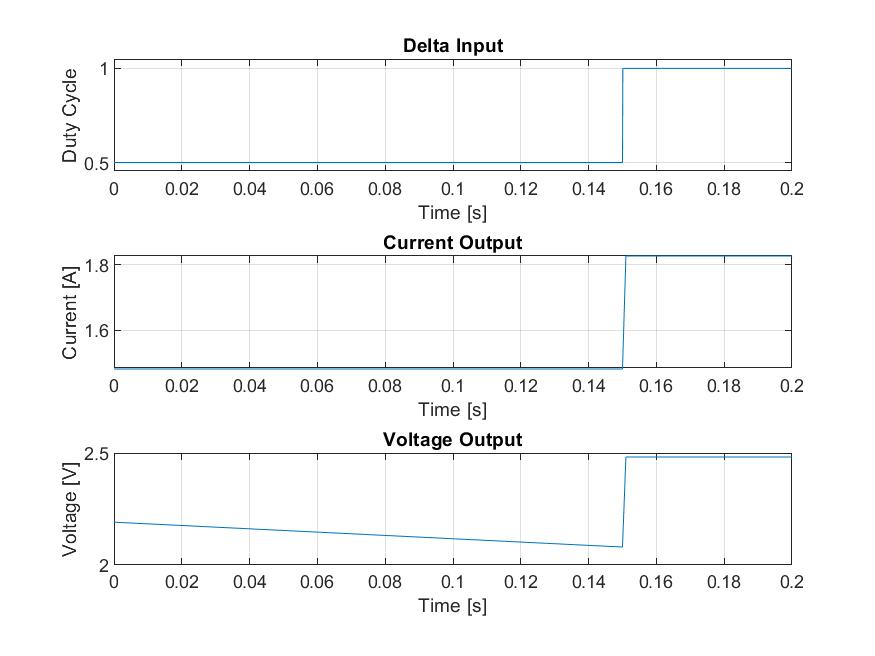 Delta Input
Duty Cycle
1
0.5
0 0.02 0.04 0.06 0.08 0.1 0.12 0.14 0.16 0.18 0.2
Time [s]
Current Output
Current [A]
1.8
1.6
0 0.02 0.04 0.06 0.08 0.1 0.12 0.14 0.16 0.18 0.2
Time [s]
Voltage Output
Voltage [V]
2.5
2
0 0.02 0.04 0.06 0.08 0.1 0.12 0.14 0.16 0.18 0.2
Time [s]